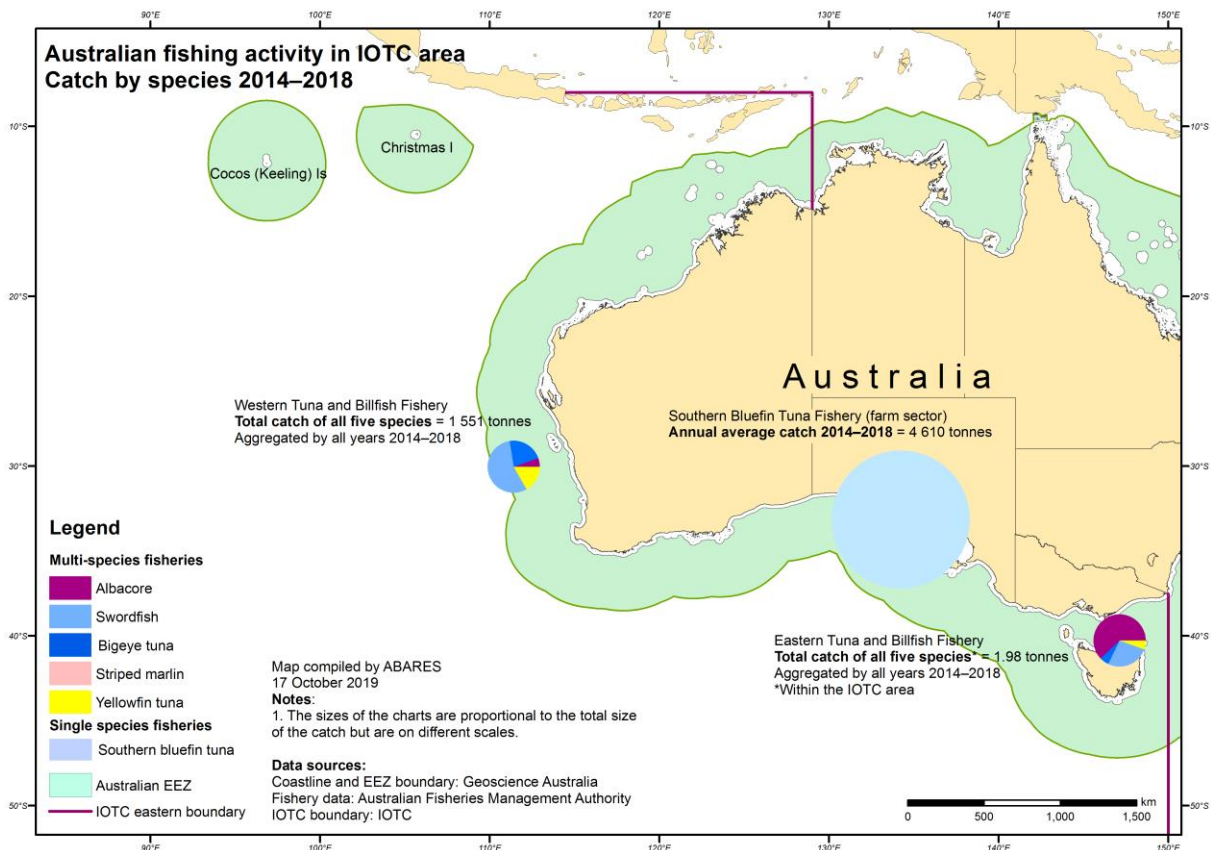 90°E 100°E 110°E 120°E 130°E 140°E 150°E
Australian fishing activity in IOTC area
Catch by species 2014–2018
10°S 10°S
Christmas I
Cocos (Keeling) Is
20°S 20°S
Australia
Western Tuna and Billfish Fishery
Total catch of all five species = 1 551 tonnes
Aggregated by all years 2014–2018
Southern Bluefin Tuna Fishery (farm sector)
Annual average catch 2014–2018 = 4 610 tonnes
30°S 30°S
Legend
Multi-species fisheries
Albacore
Swordfish
Bigeye tuna
Striped marlin
Yellowfin tuna
Single species fisheries
Southern bluefin tuna
Australian EEZ
IOTC eastern boundary
40°S 40°S
Eastern Tuna and Billfish Fishery
Total catch of all five species* = 1.98 tonnes
Aggregated by all years 2014–2018
*Within the IOTC area
Map compiled by ABARES
17 October 2019
Notes:
1. The sizes of the charts are proportional to the total size
of the catch but are on different scales.
Data sources:
Coastline and EEZ boundary: Geoscience Australia
Fishery data: Australian Fisheries Management Authority
IOTC boundary: IOTC
50°S 50°S
km
0 500 1,000 1,500
90°E 100°E 110°E 120°E 130°E 140°E 150°E